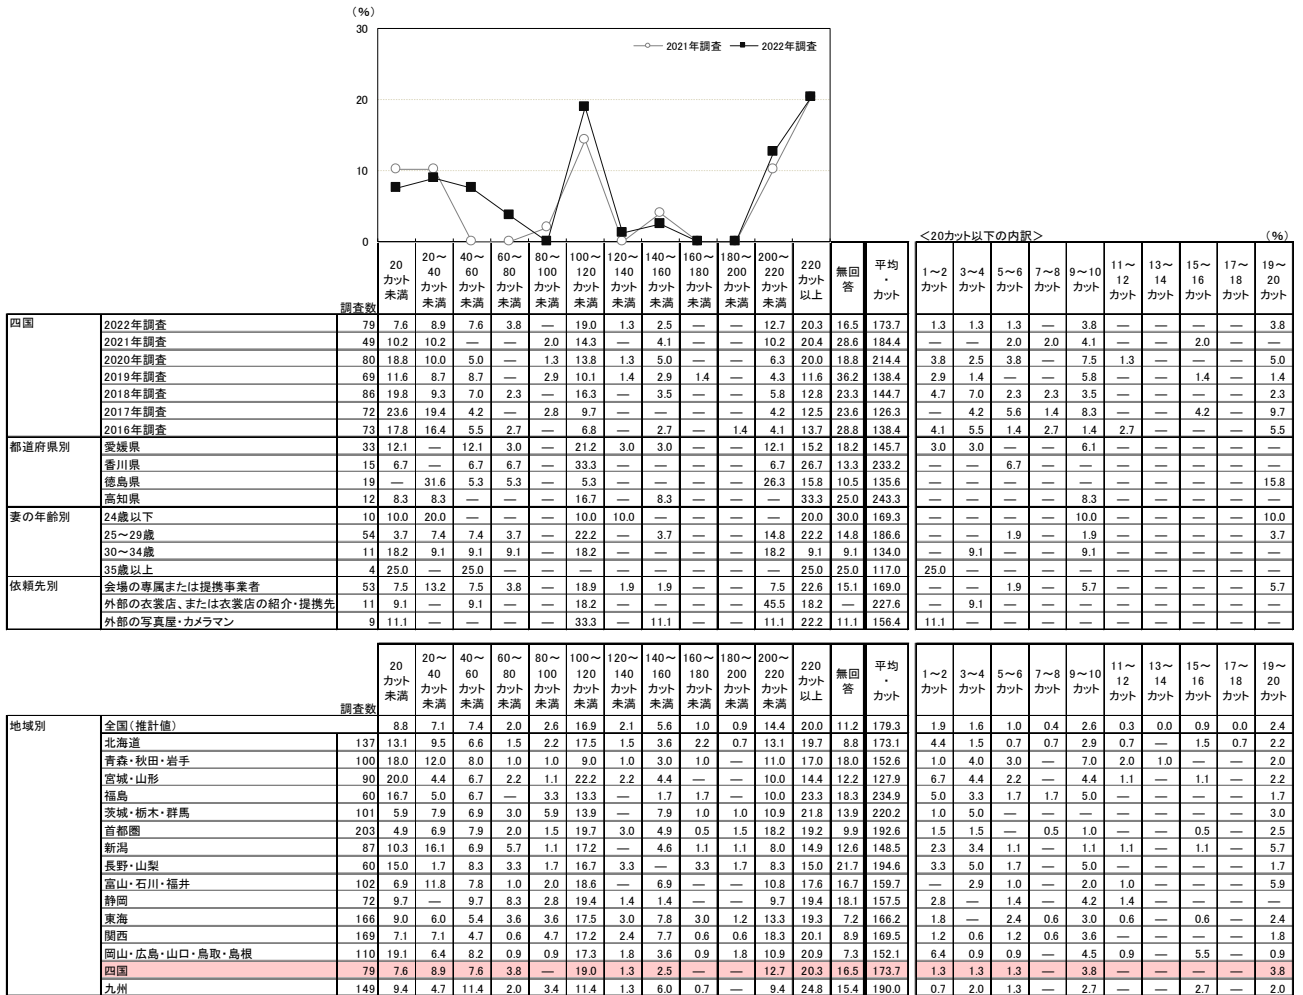 (%)
30
2021年調査 2022年調査
20
10
0
<20カット以下の内訳> (%)
調査数 20カット未満 20～40カット未満 40～60カット未満 60～80カット未満 80～100カット未満 100～120カット未満 120～140カット未満 140～160カット未満 160～180カット未満 180～200カット未満 200～220カット未満 220カット以上 無回答 平均・カット 1～2カット 3～4カット 5～6カット 7～8カット 9～10カット 11～12カット 13～14カット 15～16カット 17～18カット 19～20カット
四国 2022年調査 79 7.6 8.9 7.6 3.8 — 19.0 1.3 2.5 — — 12.7 20.3 16.5 173.7 1.3 1.3 1.3 — 3.8 — — — — 3.8
2021年調査 49 10.2 10.2 — — 2.0 14.3 — 4.1 — — 10.2 20.4 28.6 184.4 — — 2.0 2.0 4.1 — — 2.0 — —
2020年調査 80 18.8 10.0 5.0 — 1.3 13.8 1.3 5.0 — — 6.3 20.0 18.8 214.4 3.8 2.5 3.8 — 7.5 1.3 — — — 5.0
2019年調査 69 11.6 8.7 8.7 — 2.9 10.1 1.4 2.9 1.4 — 4.3 11.6 36.2 138.4 2.9 1.4 — — 5.8 — — 1.4 — 1.4
2018年調査 86 19.8 9.3 7.0 2.3 — 16.3 — 3.5 — — 5.8 12.8 23.3 144.7 4.7 7.0 2.3 2.3 3.5 — — — — 2.3
2017年調査 72 23.6 19.4 4.2 — 2.8 9.7 — — — — 4.2 12.5 23.6 126.3 — 4.2 5.6 1.4 8.3 — — 4.2 — 9.7
2016年調査 73 17.8 16.4 5.5 2.7 — 6.8 — 2.7 — 1.4 4.1 13.7 28.8 138.4 4.1 5.5 1.4 2.7 1.4 2.7 — — — 5.5
都道府県別 愛媛県 33 12.1 — 12.1 3.0 — 21.2 3.0 3.0 — — 12.1 15.2 18.2 145.7 3.0 3.0 — — 6.1 — — — — —
香川県 15 6.7 — 6.7 6.7 — 33.3 — — — — 6.7 26.7 13.3 233.2 — — 6.7 — — — — — — —
徳島県 19 — 31.6 5.3 5.3 — 5.3 — — — — 26.3 15.8 10.5 135.6 — — — — — — — — — 15.8
高知県 12 8.3 8.3 — — — 16.7 — 8.3 — — — 33.3 25.0 243.3 — — — — 8.3 — — — — —
妻の年齢別 24歳以下 10 10.0 20.0 — — — 10.0 10.0 — — — — 20.0 30.0 169.3 — — — — 10.0 — — — — 10.0
25～29歳 54 3.7 7.4 7.4 3.7 — 22.2 — 3.7 — — 14.8 22.2 14.8 186.6 — — 1.9 — 1.9 — — — — 3.7
30～34歳 11 18.2 9.1 9.1 9.1 — 18.2 — — — — 18.2 9.1 9.1 134.0 — 9.1 — — 9.1 — — — — —
35歳以上 4 25.0 — 25.0 — — — — — — — — 25.0 25.0 117.0 25.0 — — — — — — — — —
依頼先別 会場の専属または提携事業者 53 7.5 13.2 7.5 3.8 — 18.9 1.9 1.9 — — 7.5 22.6 15.1 169.0 — — 1.9 — 5.7 — — — — 5.7
外部の衣裳店、または衣裳店の紹介・提携先 11 9.1 — 9.1 — — 18.2 — — — — 45.5 18.2 — 227.6 — 9.1 — — — — — — — —
外部の写真屋・カメラマン 9 11.1 — — — — 33.3 — 11.1 — — 11.1 22.2 11.1 156.4 11.1 — — — — — — — — —
調査数 20カット未満 20～40カット未満 40～60カット未満 60～80カット未満 80～100カット未満 100～120カット未満 120～140カット未満 140～160カット未満 160～180カット未満 180～200カット未満 200～220カット未満 220カット以上 無回答 平均・カット 1～2カット 3～4カット 5～6カット 7～8カット 9～10カット 11～12カット 13～14カット 15～16カット 17～18カット 19～20カット
地域別 全国(推計値) 8.8 7.1 7.4 2.0 2.6 16.9 2.1 5.6 1.0 0.9 14.4 20.0 11.2 179.3 1.9 1.6 1.0 0.4 2.6 0.3 0.0 0.9 0.0 2.4
北海道 137 13.1 9.5 6.6 1.5 2.2 17.5 1.5 3.6 2.2 0.7 13.1 19.7 8.8 173.1 4.4 1.5 0.7 0.7 2.9 0.7 — 1.5 0.7 2.2
青森・秋田・岩手 100 18.0 12.0 8.0 1.0 1.0 9.0 1.0 3.0 1.0 — 11.0 17.0 18.0 152.6 1.0 4.0 3.0 — 7.0 2.0 1.0 — — 2.0
宮城・山形 90 20.0 4.4 6.7 2.2 1.1 22.2 2.2 4.4 — — 10.0 14.4 12.2 127.9 6.7 4.4 2.2 — 4.4 1.1 — 1.1 — 2.2
福島 60 16.7 5.0 6.7 — 3.3 13.3 — 1.7 1.7 — 10.0 23.3 18.3 234.9 5.0 3.3 1.7 1.7 5.0 — — — — 1.7
茨城・栃木・群馬 101 5.9 7.9 6.9 3.0 5.9 13.9 — 7.9 1.0 1.0 10.9 21.8 13.9 220.2 1.0 5.0 — — — — — — — 3.0
首都圏 203 4.9 6.9 7.9 2.0 1.5 19.7 3.0 4.9 0.5 1.5 18.2 19.2 9.9 192.6 1.5 1.5 — 0.5 1.0 — — 0.5 — 2.5
新潟 87 10.3 16.1 6.9 5.7 1.1 17.2 — 4.6 1.1 1.1 8.0 14.9 12.6 148.5 2.3 3.4 1.1 — 1.1 1.1 — 1.1 — 5.7
長野・山梨 60 15.0 1.7 8.3 3.3 1.7 16.7 3.3 — 3.3 1.7 8.3 15.0 21.7 194.6 3.3 5.0 1.7 — 5.0 — — — — 1.7
富山・石川・福井 102 6.9 11.8 7.8 1.0 2.0 18.6 — 6.9 — — 10.8 17.6 16.7 159.7 — 2.9 1.0 — 2.0 1.0 — — — 5.9
静岡 72 9.7 — 9.7 8.3 2.8 19.4 1.4 1.4 — — 9.7 19.4 18.1 157.5 2.8 — 1.4 — 4.2 1.4 — — — —
東海 166 9.0 6.0 5.4 3.6 3.6 17.5 3.0 7.8 3.0 1.2 13.3 19.3 7.2 166.2 1.8 — 2.4 0.6 3.0 0.6 — 0.6 — 2.4
関西 169 7.1 7.1 4.7 0.6 4.7 17.2 2.4 7.7 0.6 0.6 18.3 20.1 8.9 169.5 1.2 0.6 1.2 0.6 3.6 — — — — 1.8
岡山・広島・山口・鳥取・島根 110 19.1 6.4 8.2 0.9 0.9 17.3 1.8 3.6 0.9 1.8 10.9 20.9 7.3 152.1 6.4 0.9 0.9 — 4.5 0.9 — 5.5 — 0.9
四国 79 7.6 8.9 7.6 3.8 — 19.0 1.3 2.5 — — 12.7 20.3 16.5 173.7 1.3 1.3 1.3 — 3.8 — — — — 3.8
九州 149 9.4 4.7 11.4 2.0 3.4 11.4 1.3 6.0 0.7 — 9.4 24.8 15.4 190.0 0.7 2.0 1.3 — 2.7 — — 2.7 — 2.0